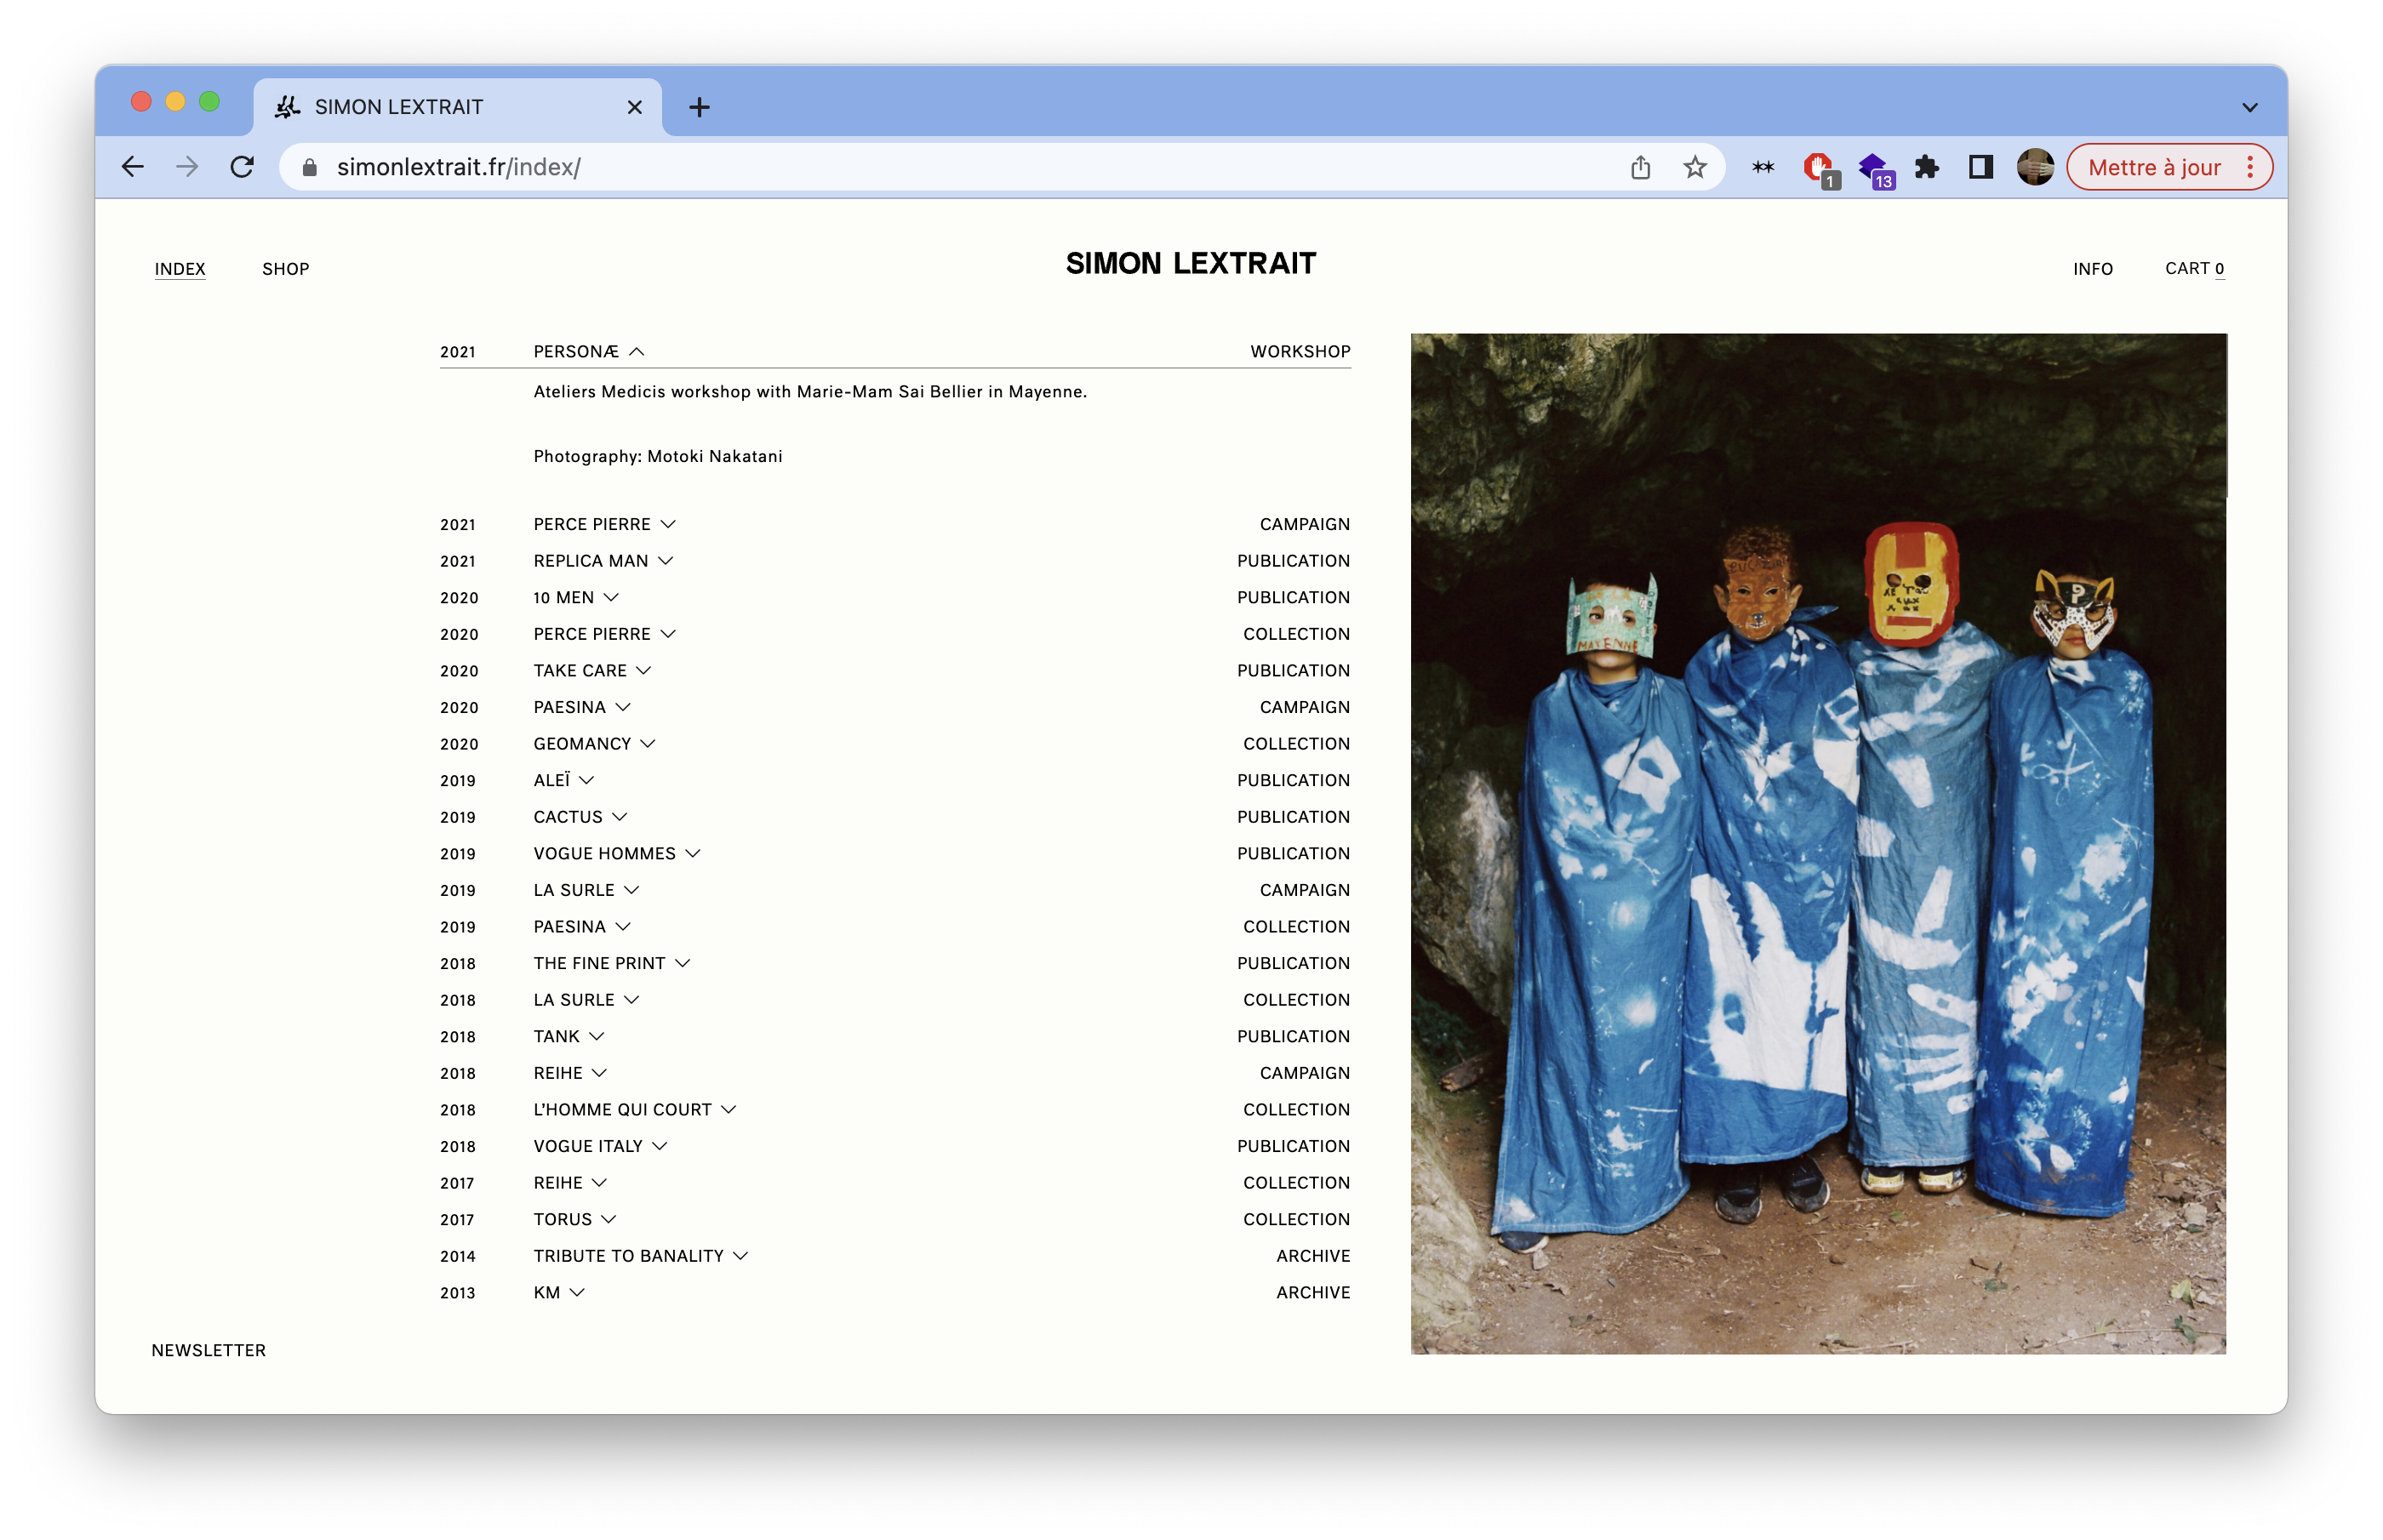 SIMON LEXTRAIT
simonlextrait.fr/index/
1
13
Mettre à jour
INDEX SHOP SIMON LEXTRAIT INFO CART 0
2021 PERSONÆ WORKSHOP
Ateliers Medicis workshop with Marie-Mam Sai Bellier in Mayenne.
Photography: Motoki Nakatani
2021 PERCE PIERRE CAMPAIGN
2021 REPLICA MAN PUBLICATION
2020 10 MEN PUBLICATION
2020 PERCE PIERRE COLLECTION
2020 TAKE CARE PUBLICATION
2020 PAESINA CAMPAIGN
2020 GEOMANCY COLLECTION
2019 ALEÏ PUBLICATION
2019 CACTUS PUBLICATION
2019 VOGUE HOMMES PUBLICATION
2019 LA SURLE CAMPAIGN
2019 PAESINA COLLECTION
2018 THE FINE PRINT PUBLICATION
2018 LA SURLE COLLECTION
2018 TANK PUBLICATION
2018 REIHE CAMPAIGN
2018 L’HOMME QUI COURT COLLECTION
2018 VOGUE ITALY PUBLICATION
2017 REIHE COLLECTION
2017 TORUS COLLECTION
2014 TRIBUTE TO BANALITY ARCHIVE
2013 KM ARCHIVE
MAYENNE
P
NEWSLETTER